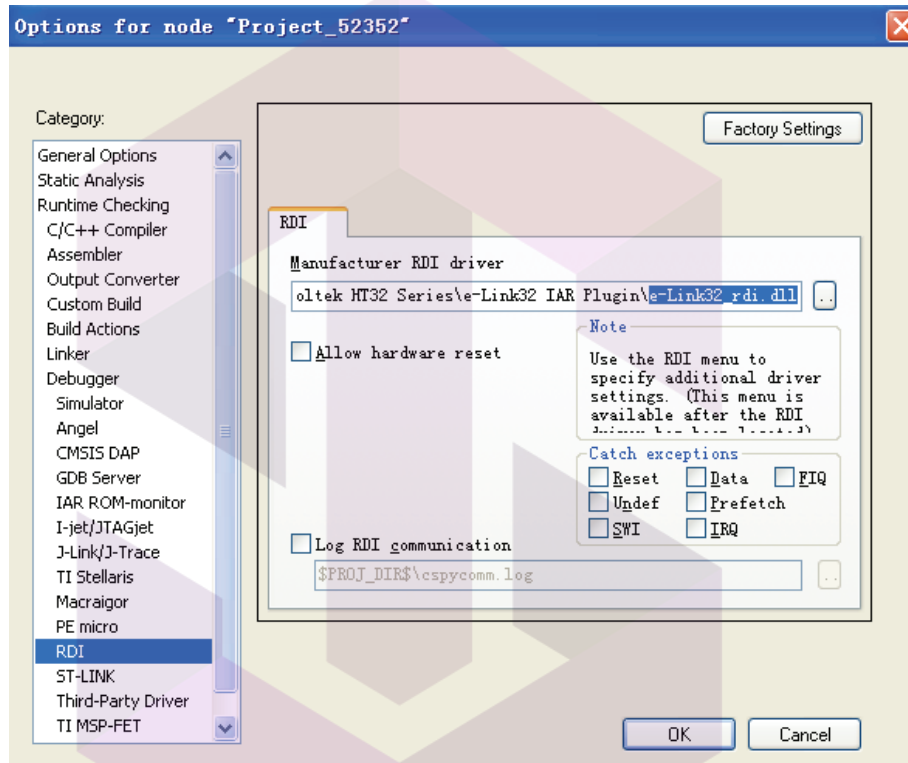 Options for node "Project_52352"
Category:
General Options
Static Analysis
Runtime Checking
C/C++ Compiler
Assembler
Output Converter
Custom Build
Build Actions
Linker
Debugger
Simulator
Angel
CMSIS DAP
GDB Server
IAR ROM-monitor
I-jet/JTAGjet
J-Link/J-Trace
TI Stellaris
Macraigor
PE micro
RDI
ST-LINK
Third-Party Driver
TI MSP-FET
Factory Settings
RDI
Manufacturer RDI driver
oltek HT32 Series\e-Link32 IAR Plugin\e-Link32_rdi.dll
..
Allow hardware reset
Note
Use the RDI menu to
specify additional driver
settings. (This menu is
available after the RDI
Catch exceptions
Reset
Data
FIQ
Undef
Prefetch
SWI
IRQ
Log RDI communication
$PROJ_DIR$\cspycomm.log
..
OK
Cancel